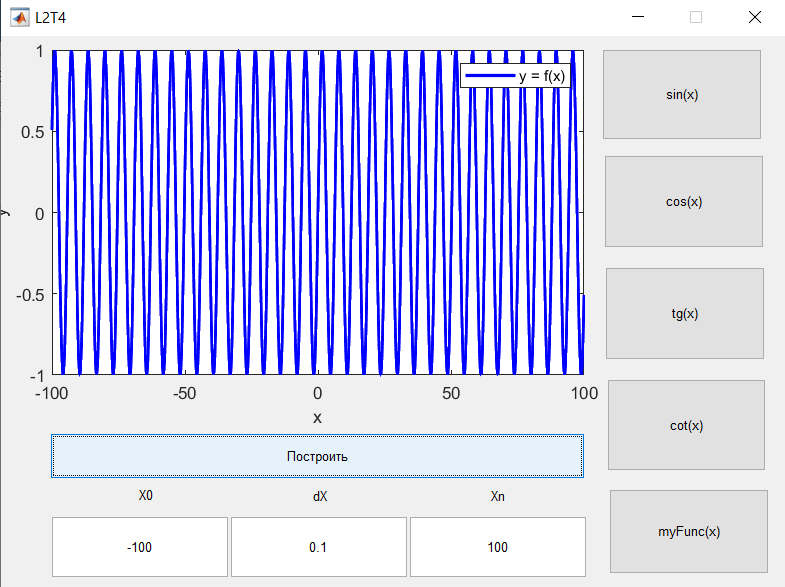 L2T4
1
0.5
0
-0.5
-1
y
y = f(x)
-100
-50
0
50
100
x
Построить
X0
dX
Xn
-100
0.1
100
sin(x)
cos(x)
tg(x)
cot(x)
myFunc(x)